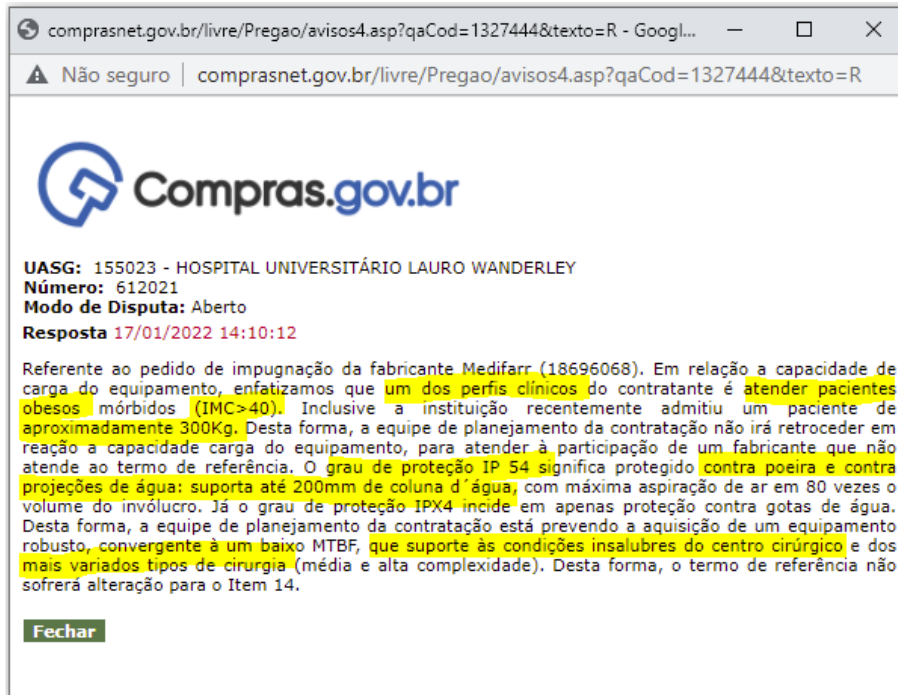 comprasnet.gov.br/livre/Pregao/avisos4.asp?qaCod=1327444&texto=R - Googl...
Não seguro | comprasnet.gov.br/livre/Pregao/avisos4.asp?qaCod=1327444&texto=R
Compras.gov.br
UASG: 155023 - HOSPITAL UNIVERSITÁRIO LAURO WANDERLEY
Número: 612021
Modo de Disputa: Aberto
Resposta 17/01/2022 14:10:12
Referente ao pedido de impugnação da fabricante Medifarr (18696068). Em relação a capacidade de
carga do equipamento, enfatizamos que um dos perfis clínicos do contratante é atender pacientes
obesos mórbidos (IMC>40). Inclusive a instituição recentemente admitiu um paciente de
aproximadamente 300Kg. Desta forma, a equipe de planejamento da contratação não irá retroceder em
reação a capacidade carga do equipamento, para atender à participação de um fabricante que não
atende ao termo de referência. O grau de proteção IP 54 significa protegido contra poeira e contra
projeções de água: suporta até 200mm de coluna d´água, com máxima aspiração de ar em 80 vezes o
volume do invólucro. Já o grau de proteção IPX4 incide em apenas proteção contra gotas de água.
Desta forma, a equipe de planejamento da contratação está prevendo a aquisição de um equipamento
robusto, convergente à um baixo MTBF, que suporte às condições insalubres do centro cirúrgico e dos
mais variados tipos de cirurgia (média e alta complexidade). Desta forma, o termo de referência não
sofrerá alteração para o Item 14.
Fechar